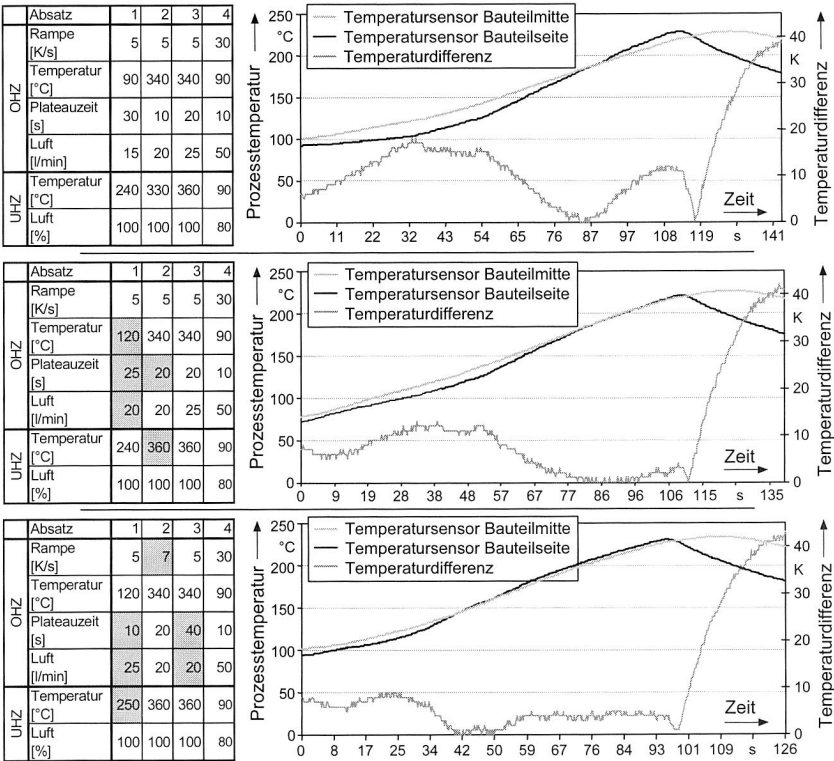 Absatz 1 2 3 4
OHZ
Rampe [K/s] 5 5 5 30
Temperatur [°C] 90 340 340 90
Plateauzeit [s] 30 10 20 10
Luft [l/min] 15 20 25 50
UHZ
Temperatur [°C] 240 330 360 90
Luft [%] 100 100 100 80
Prozesstemperatur
250
°C
200
150
100
50
0
Temperatursensor Bauteilmitte
Temperatursensor Bauteilseite
Temperaturdifferenz
Zeit
0 11 22 32 43 54 65 76 87 97 108 119 s 141
40
K
30
20
10
0
Temperaturdifferenz
Absatz 1 2 3 4
OHZ
Rampe [K/s] 5 5 5 30
Temperatur [°C] 120 340 340 90
Plateauzeit [s] 25 20 20 10
Luft [l/min] 20 20 25 50
UHZ
Temperatur [°C] 240 360 360 90
Luft [%] 100 100 100 80
Prozesstemperatur
250
°C
200
150
100
50
0
Temperatursensor Bauteilmitte
Temperatursensor Bauteilseite
Temperaturdifferenz
Zeit
0 9 19 28 38 48 57 67 77 86 96 106 115 s 135
40
K
30
20
10
0
Temperaturdifferenz
Absatz 1 2 3 4
OHZ
Rampe [K/s] 5 7 5 30
Temperatur [°C] 120 340 340 90
Plateauzeit [s] 10 20 40 10
Luft [l/min] 25 20 20 50
UHZ
Temperatur [°C] 250 360 360 90
Luft [%] 100 100 100 80
Prozesstemperatur
250
°C
200
150
100
50
0
Temperatursensor Bauteilmitte
Temperatursensor Bauteilseite
Temperaturdifferenz
Zeit
0 8 17 25 34 42 50 59 67 76 84 93 101 109 s 126
40
K
30
20
10
0
Temperaturdifferenz